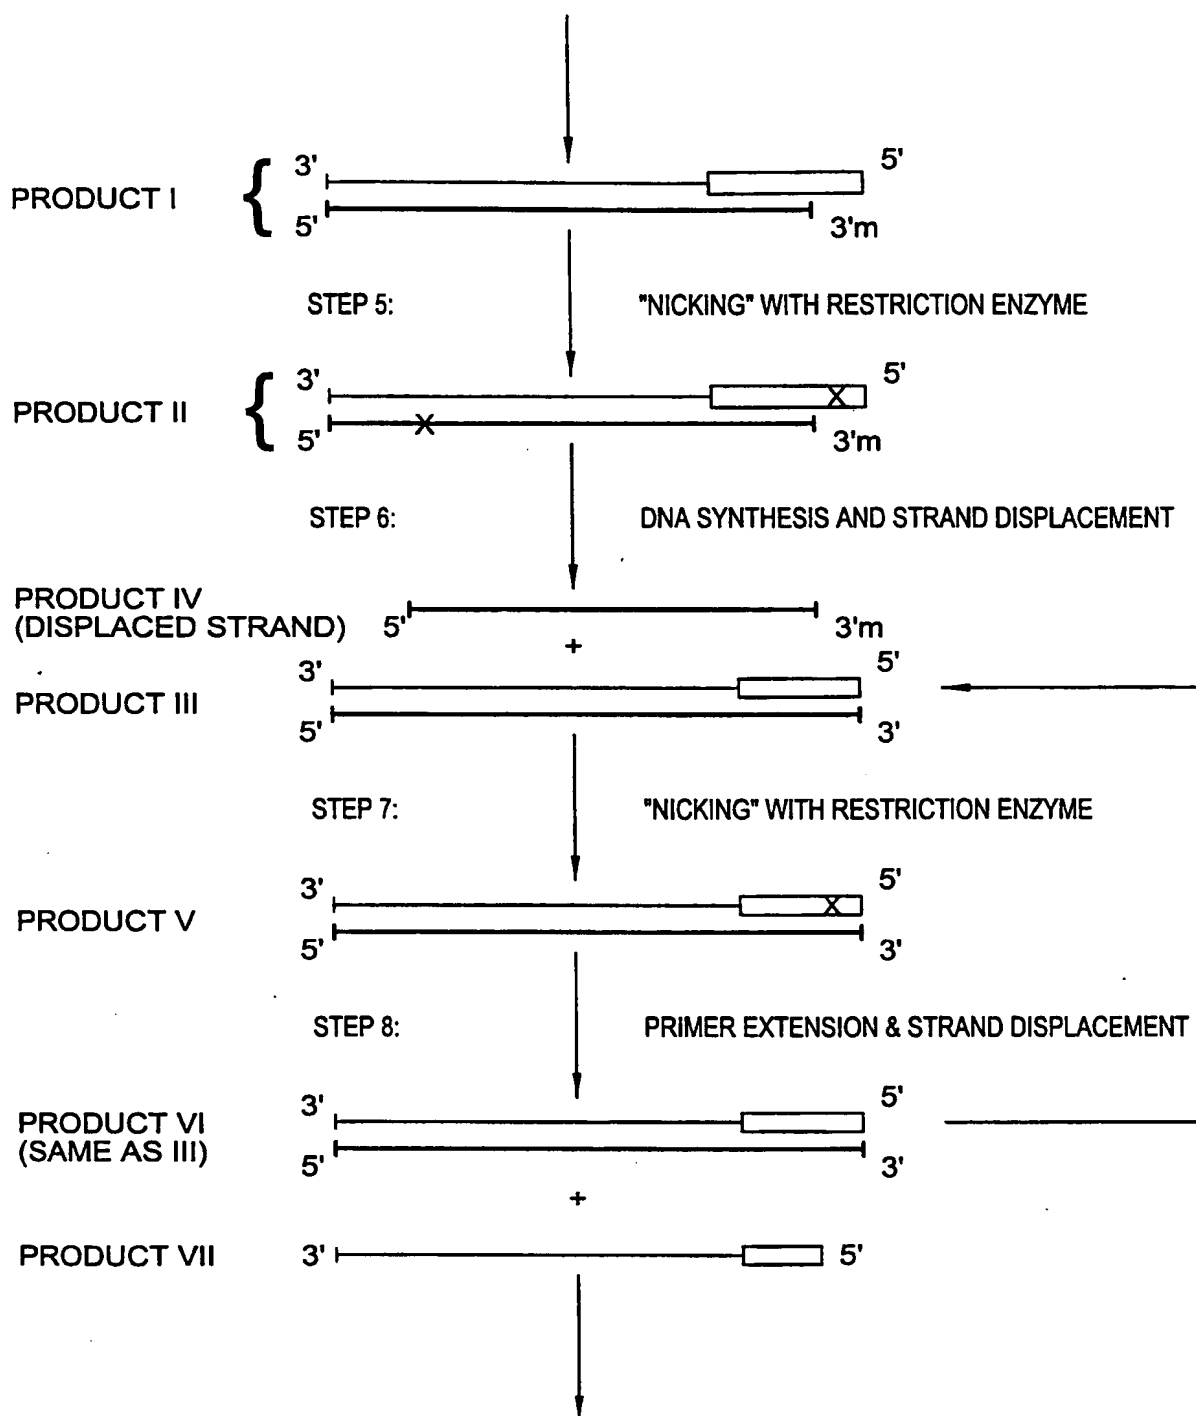 3' 5'
PRODUCT I {
5' 3'm
STEP 5: "NICKING" WITH RESTRICTION ENZYME
3' 5'
PRODUCT II { X
X
5' 3'm
STEP 6: DNA SYNTHESIS AND STRAND DISPLACEMENT
PRODUCT IV
(DISPLACED STRAND) 5' 3'm
+
3' 5'
PRODUCT III
5' 3'
STEP 7: "NICKING" WITH RESTRICTION ENZYME
3' 5'
PRODUCT V X
5' 3'
STEP 8: PRIMER EXTENSION & STRAND DISPLACEMENT
3' 5'
PRODUCT VI
(SAME AS III)
5' 3'
+
PRODUCT VII 3' 5'